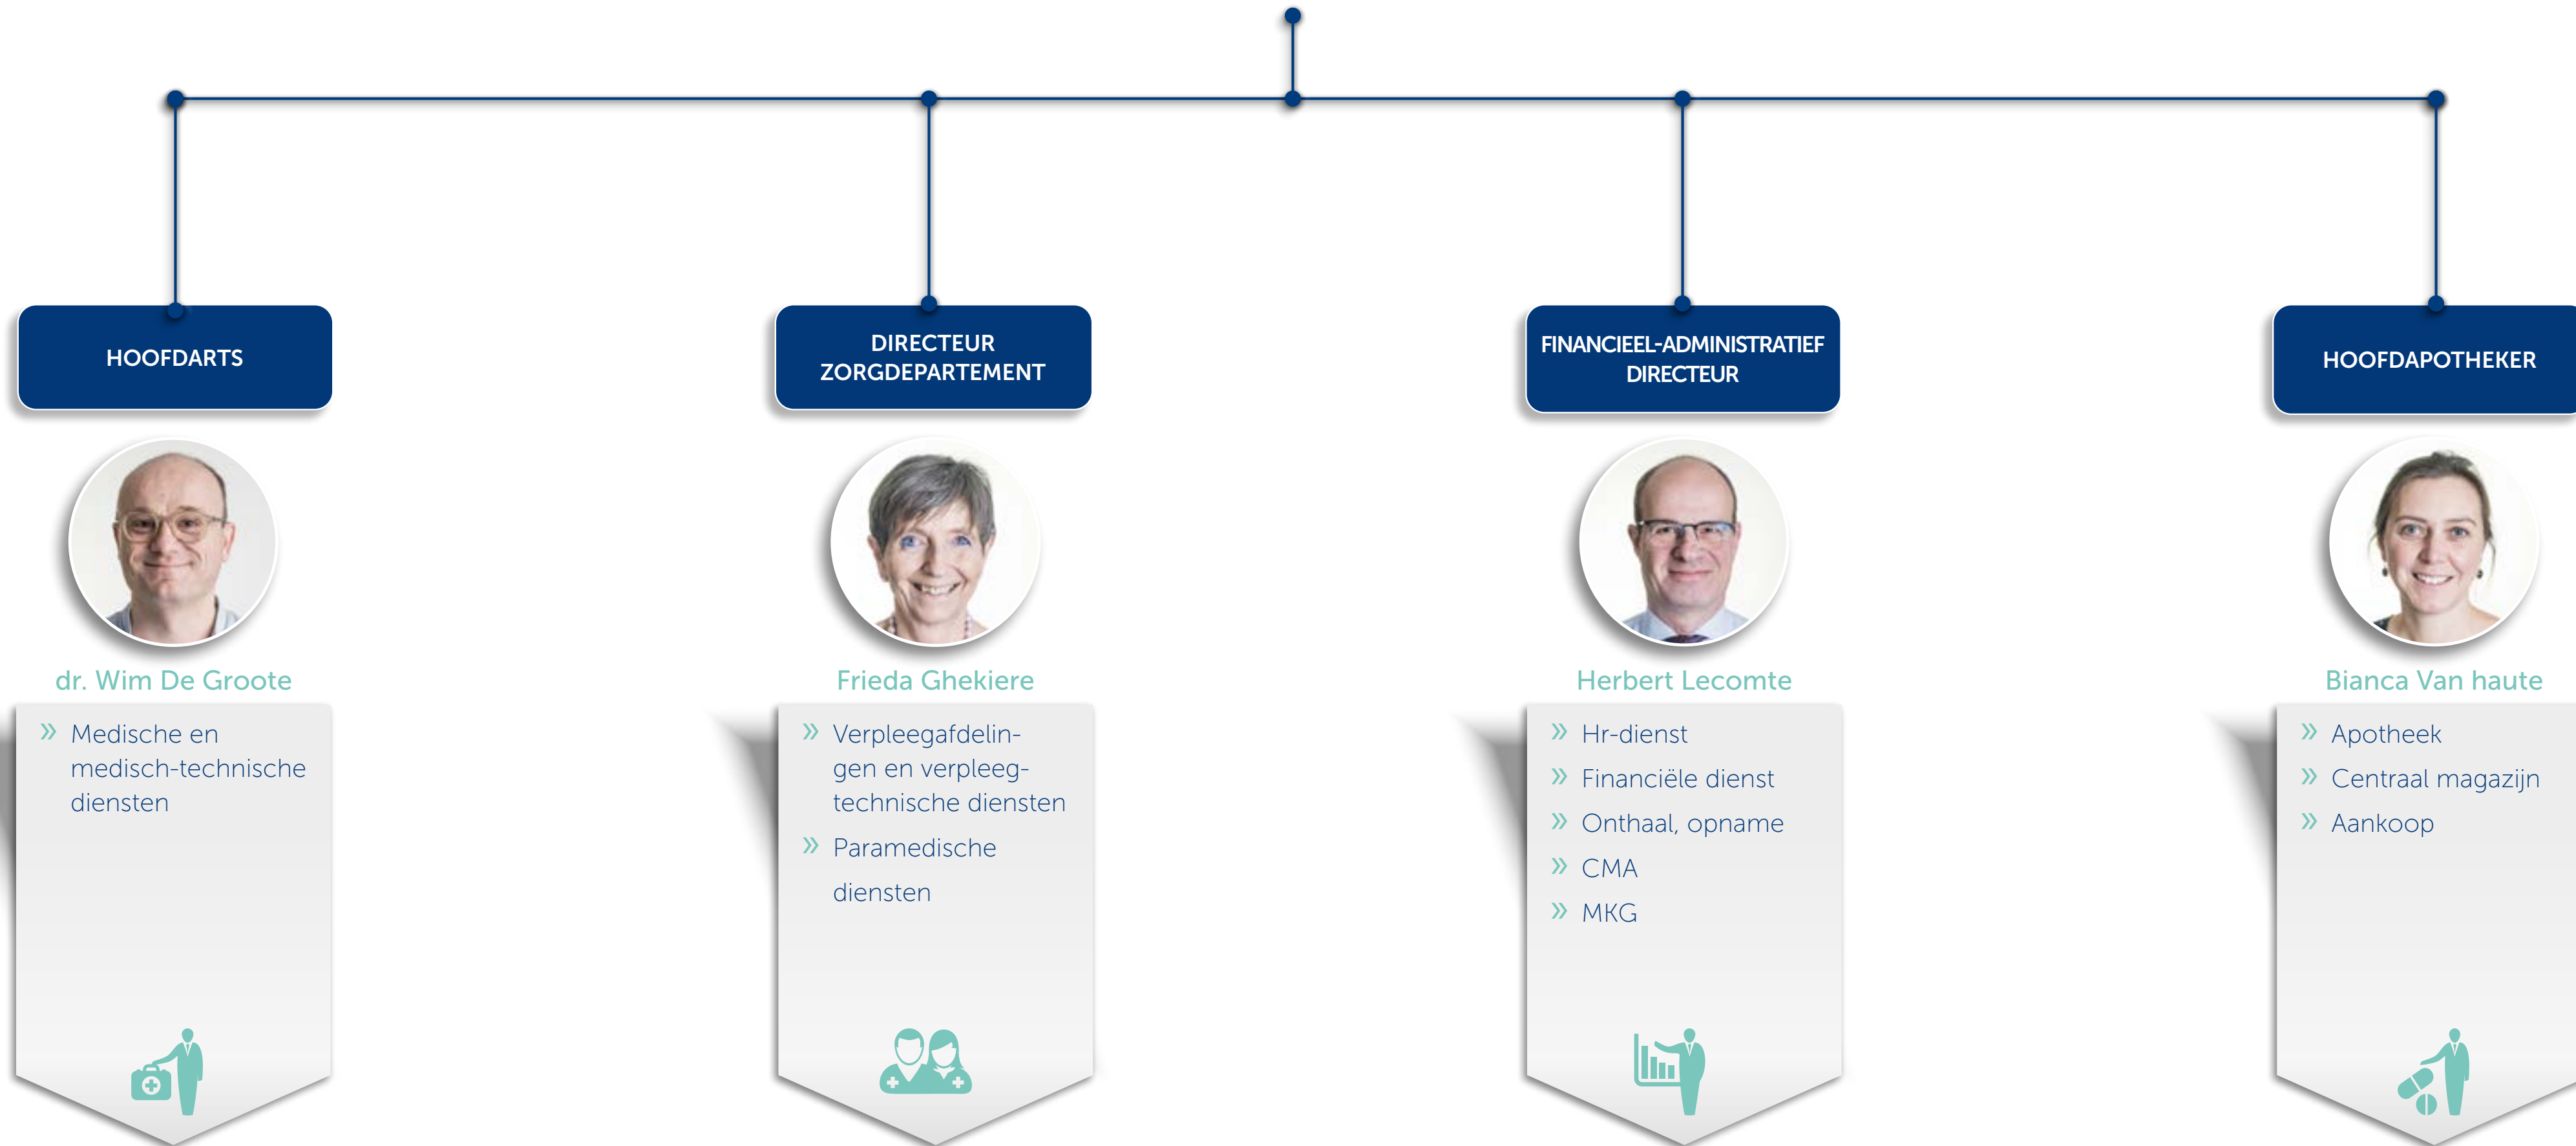 HOOFDARTS
dr. Wim De Groote
» Medische en
medisch-technische
diensten
DIRECTEUR
ZORGDEPARTEMENT
Frieda Ghekiere
» Verpleegafdelin-
gen en verpleeg-
technische diensten
» Paramedische
diensten
FINANCIEEL-ADMINISTRATIEF
DIRECTEUR
Herbert Lecomte
» Hr-dienst
» Financiële dienst
» Onthaal, opname
» CMA
» MKG
HOOFDAPOTHEKER
Bianca Van haute
» Apotheek
» Centraal magazijn
» Aankoop